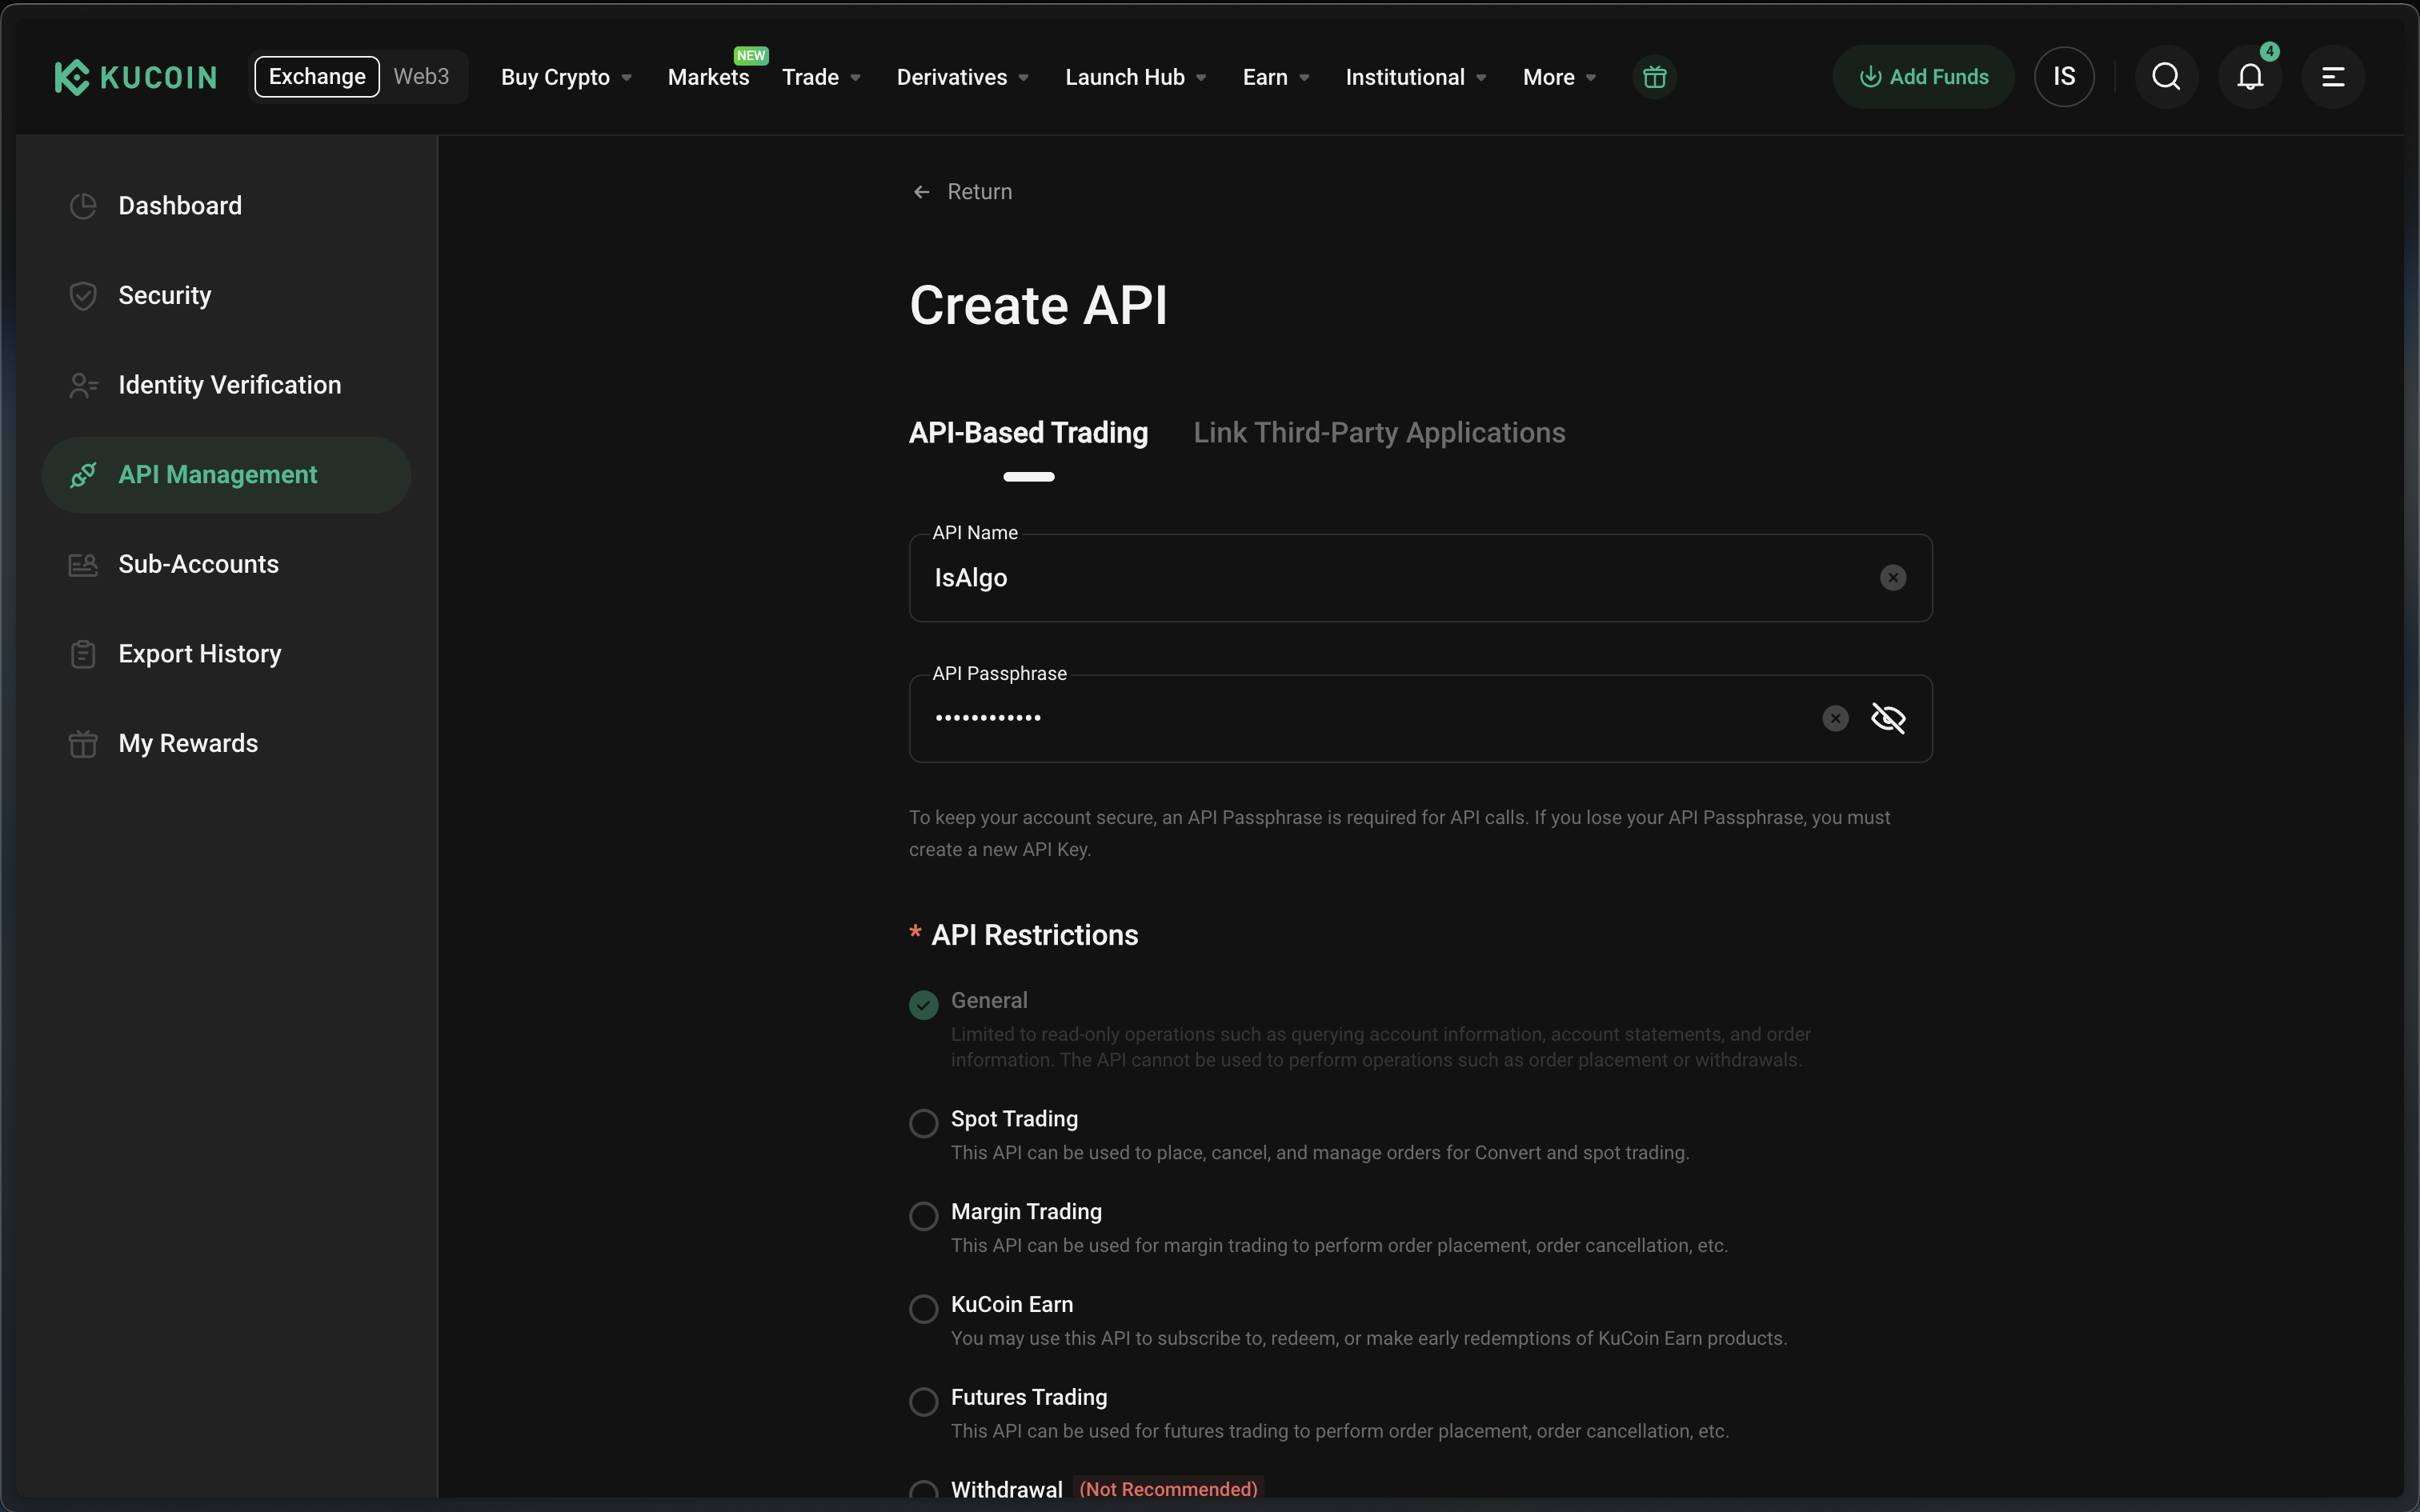 KUCOIN
Exchange Web3 Buy Crypto Markets NEW Trade Derivatives Launch Hub Earn Institutional More Add Funds IS 4
Dashboard
Security
Identity Verification
API Management
Sub-Accounts
Export History
My Rewards
Return
Create API
API-Based Trading Link Third-Party Applications
API Name
IsAlgo
API Passphrase
••••••••••••
To keep your account secure, an API Passphrase is required for API calls. If you lose your API Passphrase, you must
create a new API Key.
* API Restrictions
General
Limited to read-only operations such as querying account information, account statements, and order
information. The API cannot be used to perform operations such as order placement or withdrawals.
Spot Trading
This API can be used to place, cancel, and manage orders for Convert and spot trading.
Margin Trading
This API can be used for margin trading to perform order placement, order cancellation, etc.
KuCoin Earn
You may use this API to subscribe to, redeem, or make early redemptions of KuCoin Earn products.
Futures Trading
This API can be used for futures trading to perform order placement, order cancellation, etc.
Withdrawal (Not Recommended)